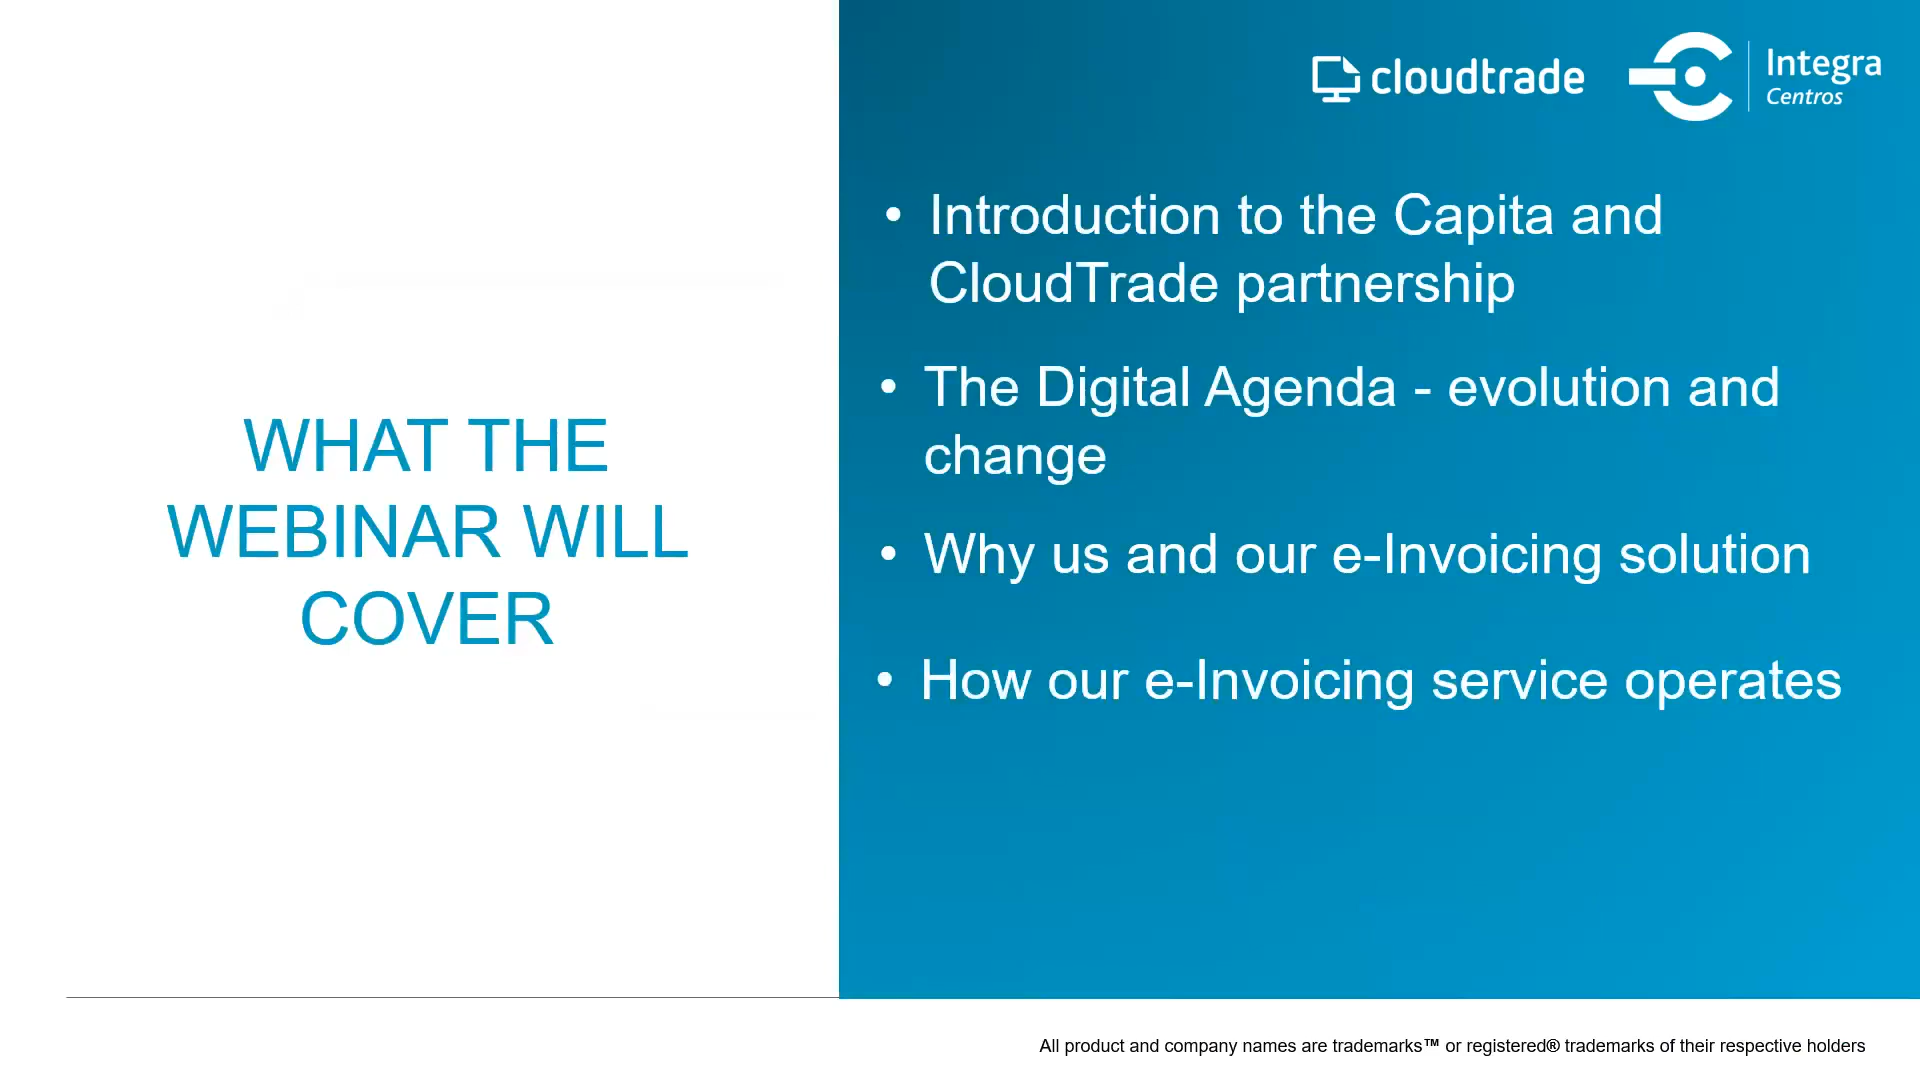 WHAT THE
WEBINAR WILL
COVER
cloudtrade
Integra
Centros
• Introduction to the Capita and
CloudTrade partnership
• The Digital Agenda - evolution and
change
• Why us and our e-Invoicing solution
• How our e-Invoicing service operates
All product and company names are trademarks™ or registered® trademarks of their respective holders